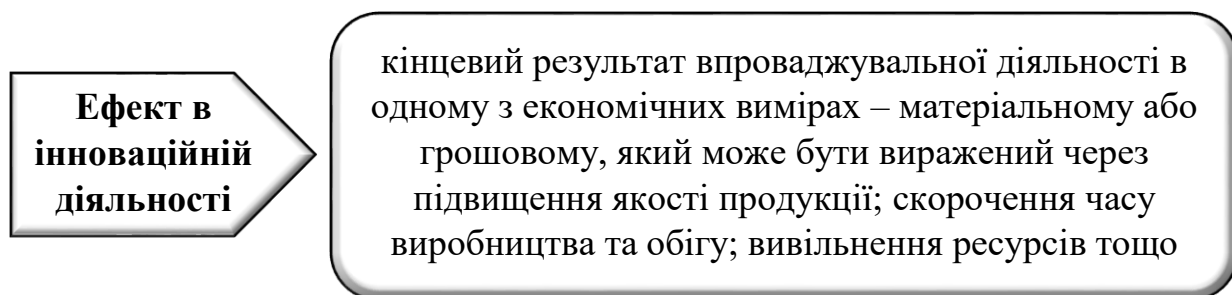 Ефект в
інноваційній
діяльності
кінцевий результат впроваджувальної діяльності в
одному з економічних вимірах – матеріальному або
грошовому, який може бути виражений через
підвищення якості продукції; скорочення часу
виробництва та обігу; вивільнення ресурсів тощо